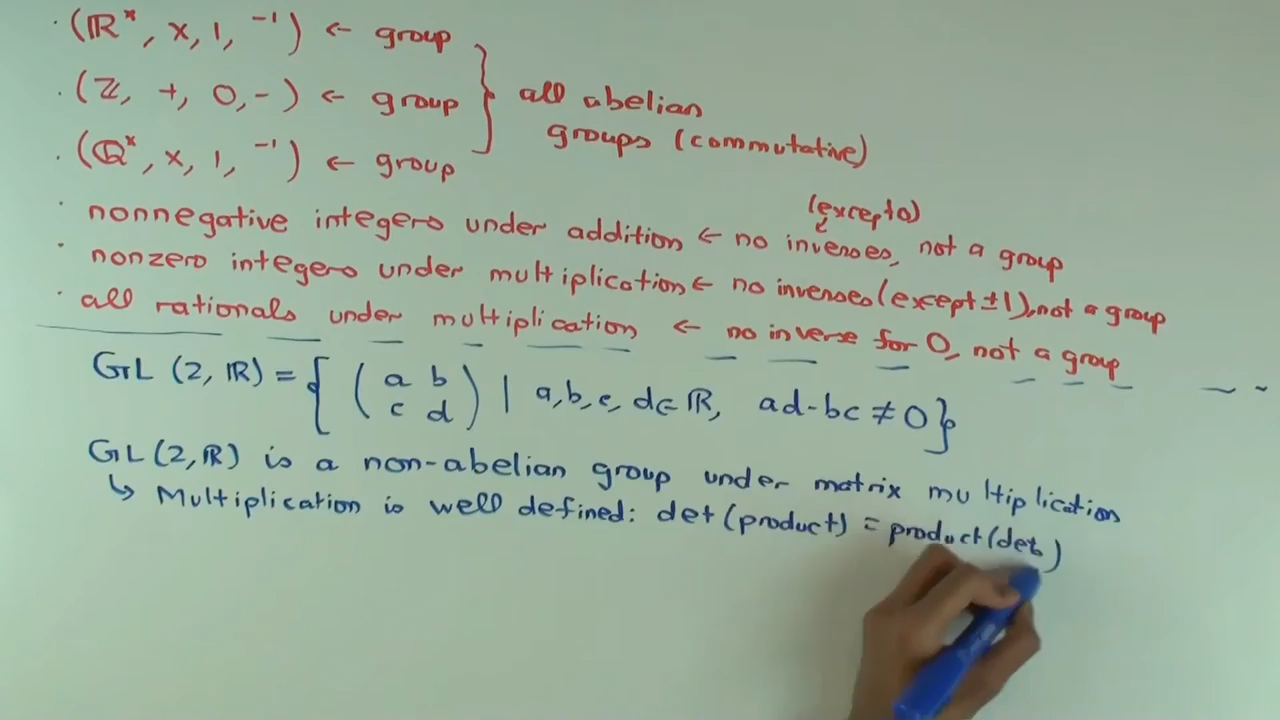 · (ℝ*, ×, 1, ⁻¹) ← group
· (ℤ, +, 0, -) ← group
· (ℚ*, ×, 1, ⁻¹) ← group
} all abelian
groups (commutative)
· nonnegative integers under addition ← no inverses, not a group
(except 0)
· nonzero integers under multiplication ← no inverses (except ±1), not a group
· all rationals under multiplication ← no inverse for 0, not a group
GL (2, ℝ) = { ( a b ) | a, b, c, d ∈ ℝ, ad - bc ≠ 0 }
c d
GL (2, ℝ) is a non-abelian group under matrix multiplication
↳ Multiplication is well defined: det (product) = product (dets)